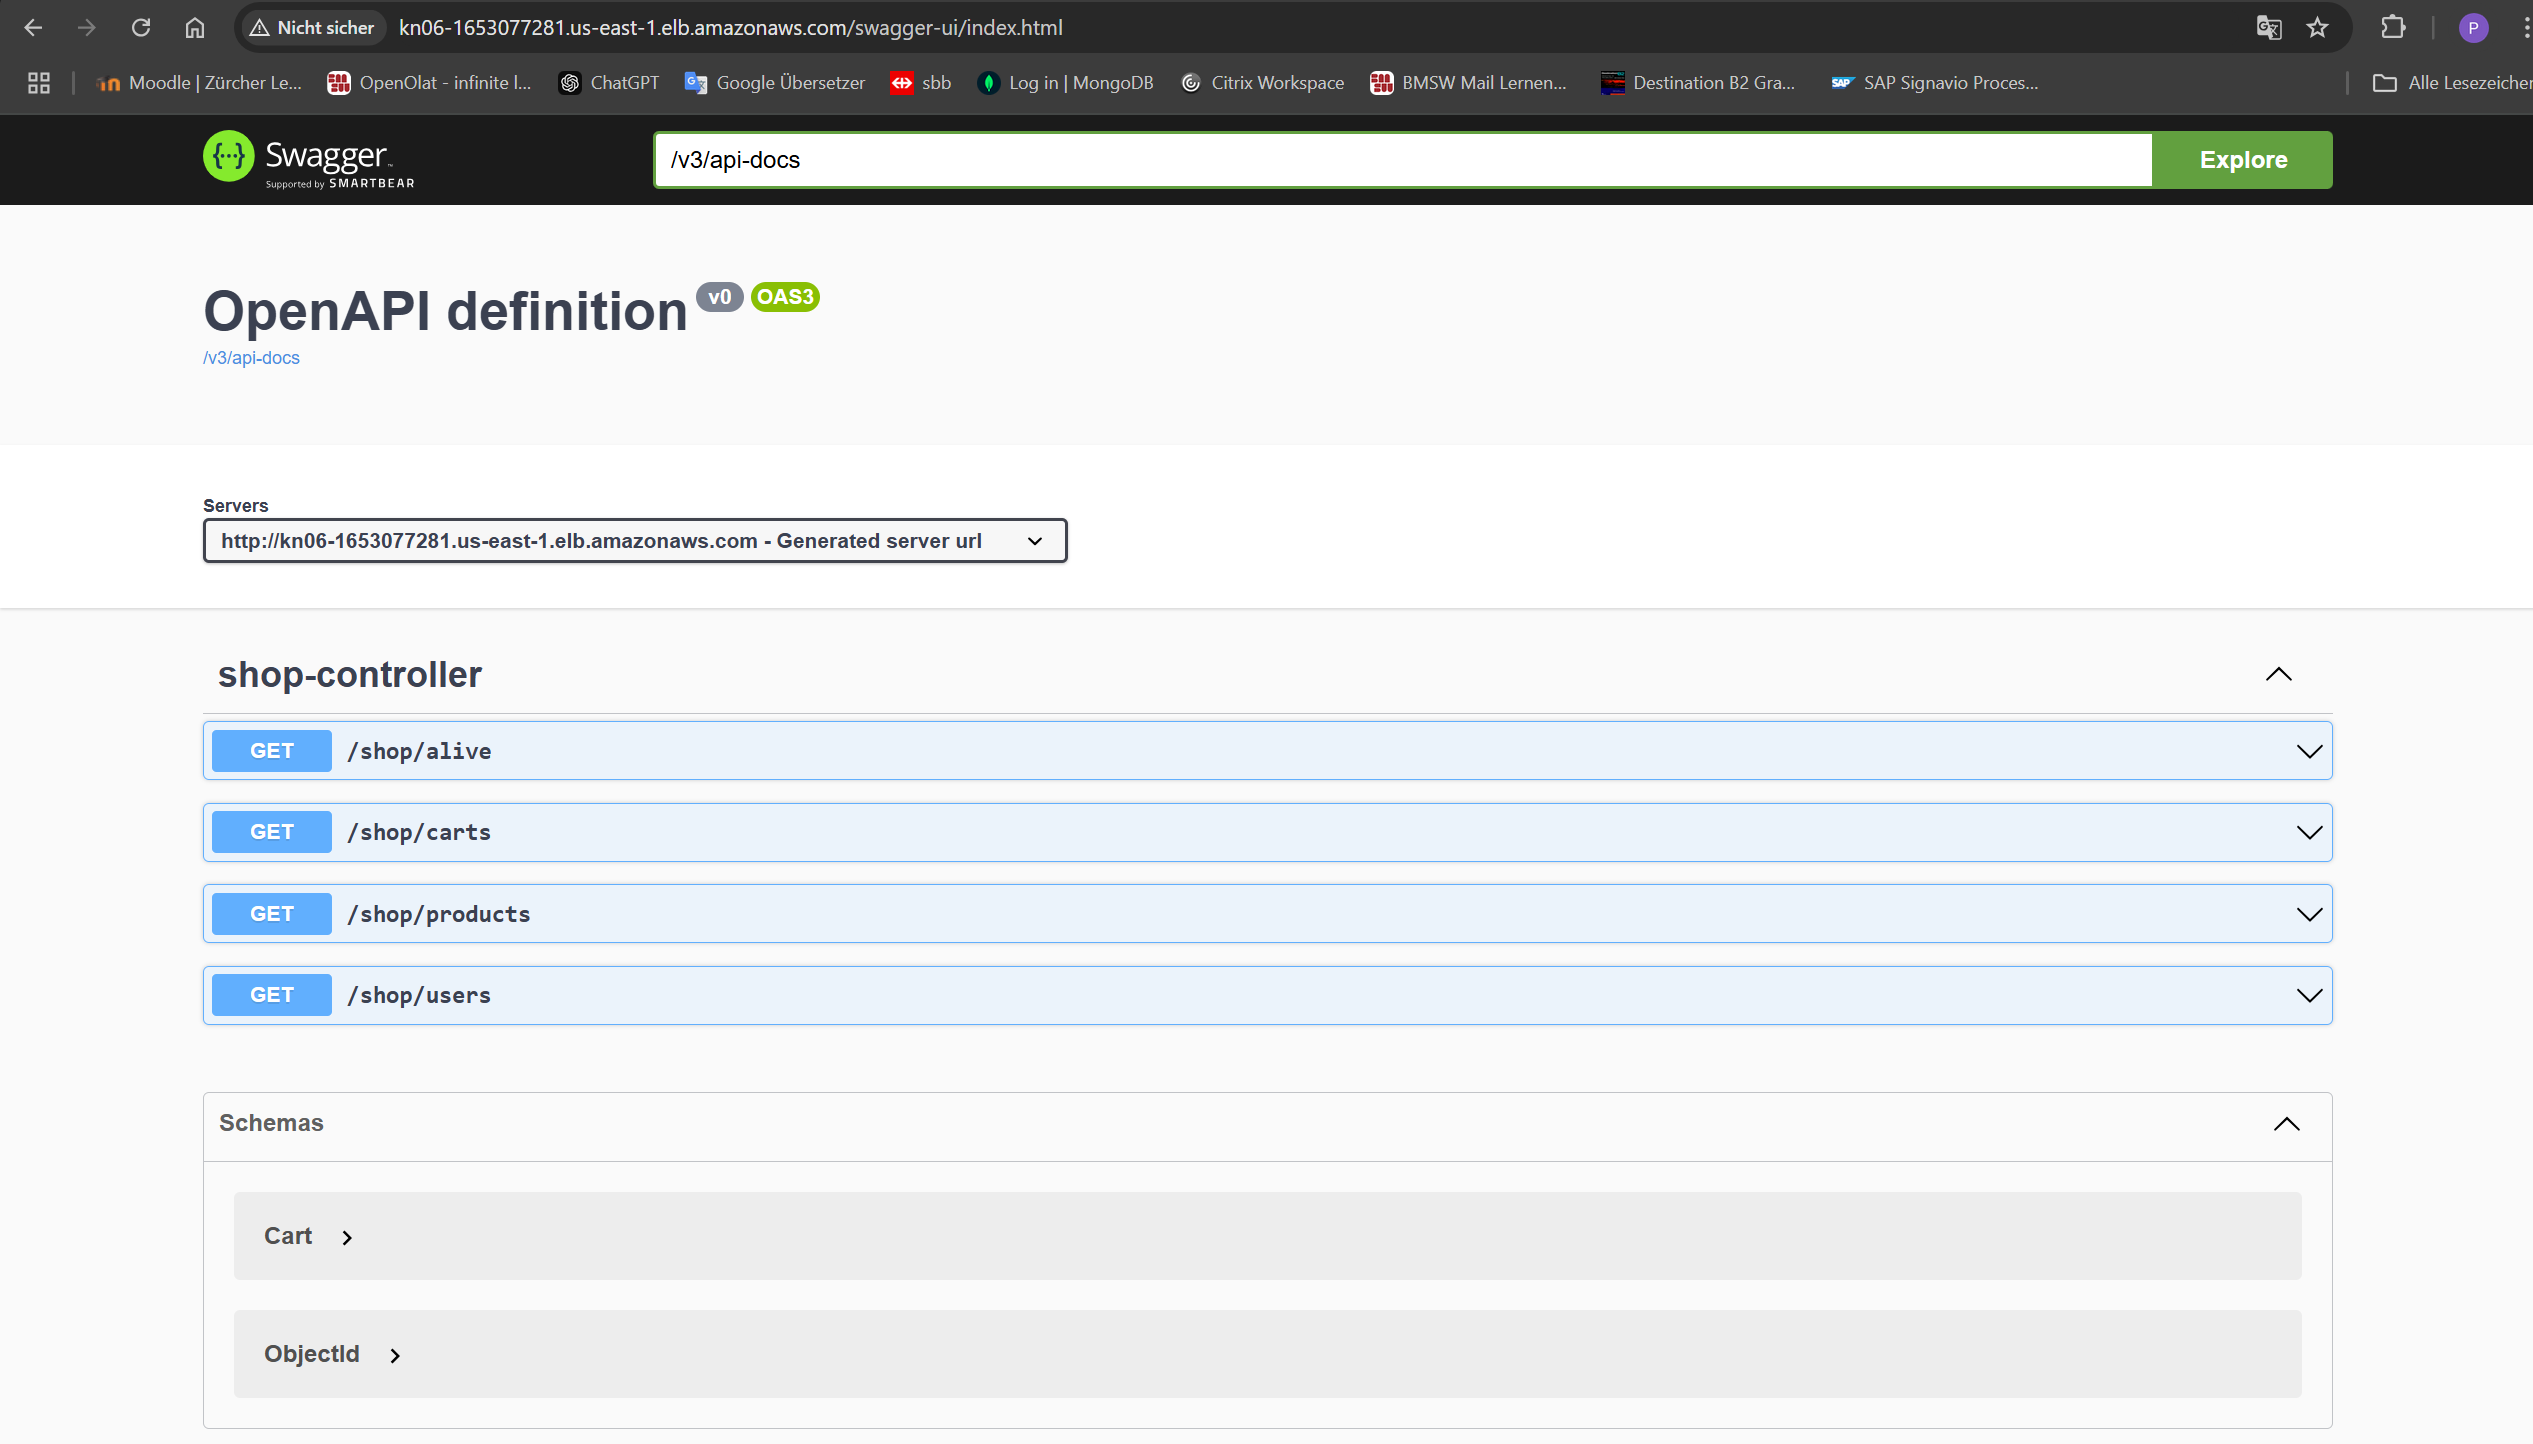 Nicht sicher kn06-1653077281.us-east-1.elb.amazonaws.com/swagger-ui/index.html P
Moodle | Zürcher Le... OpenOlat - infinite l... ChatGPT Google Übersetzer sbb Log in | MongoDB Citrix Workspace BMSW Mail Lernen... Destination B2 Gra... SAP SAP Signavio Proces... Alle Lesezeichen
Swagger™
Supported by SMARTBEAR
/v3/api-docs Explore
OpenAPI definition v0 OAS3
/v3/api-docs
Servers
http://kn06-1653077281.us-east-1.elb.amazonaws.com - Generated server url
shop-controller
GET /shop/alive
GET /shop/carts
GET /shop/products
GET /shop/users
Schemas
Cart
ObjectId